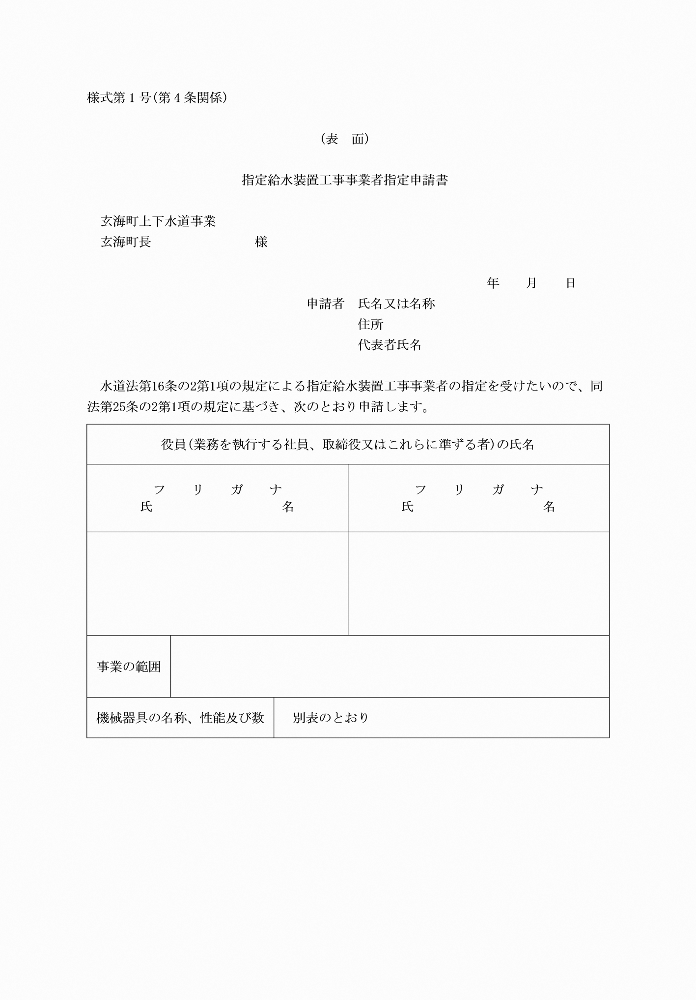 様式第1号(第4条関係)
(表　面)
指定給水装置工事事業者指定申請書
玄海町上下水道事業
玄海町長　　　　　　　　様
年　　月　　日
申請者　氏名又は名称
住所
代表者氏名
水道法第16条の2第1項の規定による指定給水装置工事事業者の指定を受けたいので、同
法第25条の2第1項の規定に基づき、次のとおり申請します。
役員(業務を執行する社員、取締役又はこれらに準ずる者)の氏名
フ　　リ　　ガ　　ナ
氏　　　　　　　　　　名
フ　　リ　　ガ　　ナ
氏　　　　　　　　　　名
事業の範囲
機械器具の名称、性能及び数
別表のとおり